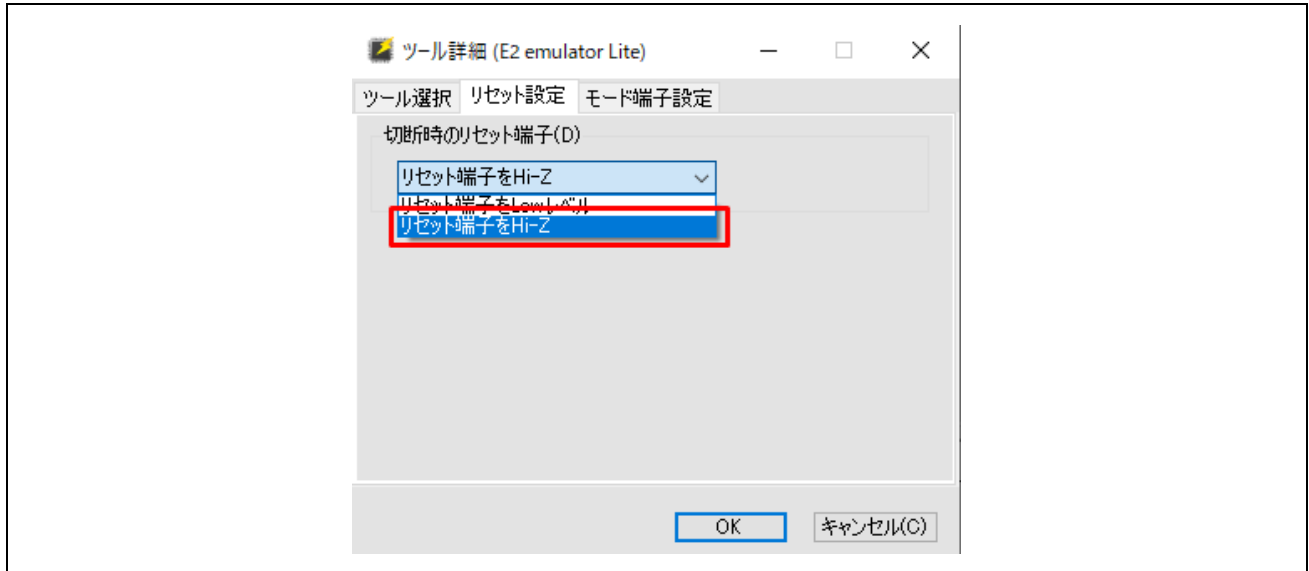 ツール詳細 (E2 emulator Lite)
ツール選択 リセット設定 モード端子設定
切断時のリセット端子(D)
リセット端子をHi-Z
リセット端子をLowレベル
リセット端子をHi-Z
OK キャンセル(C)